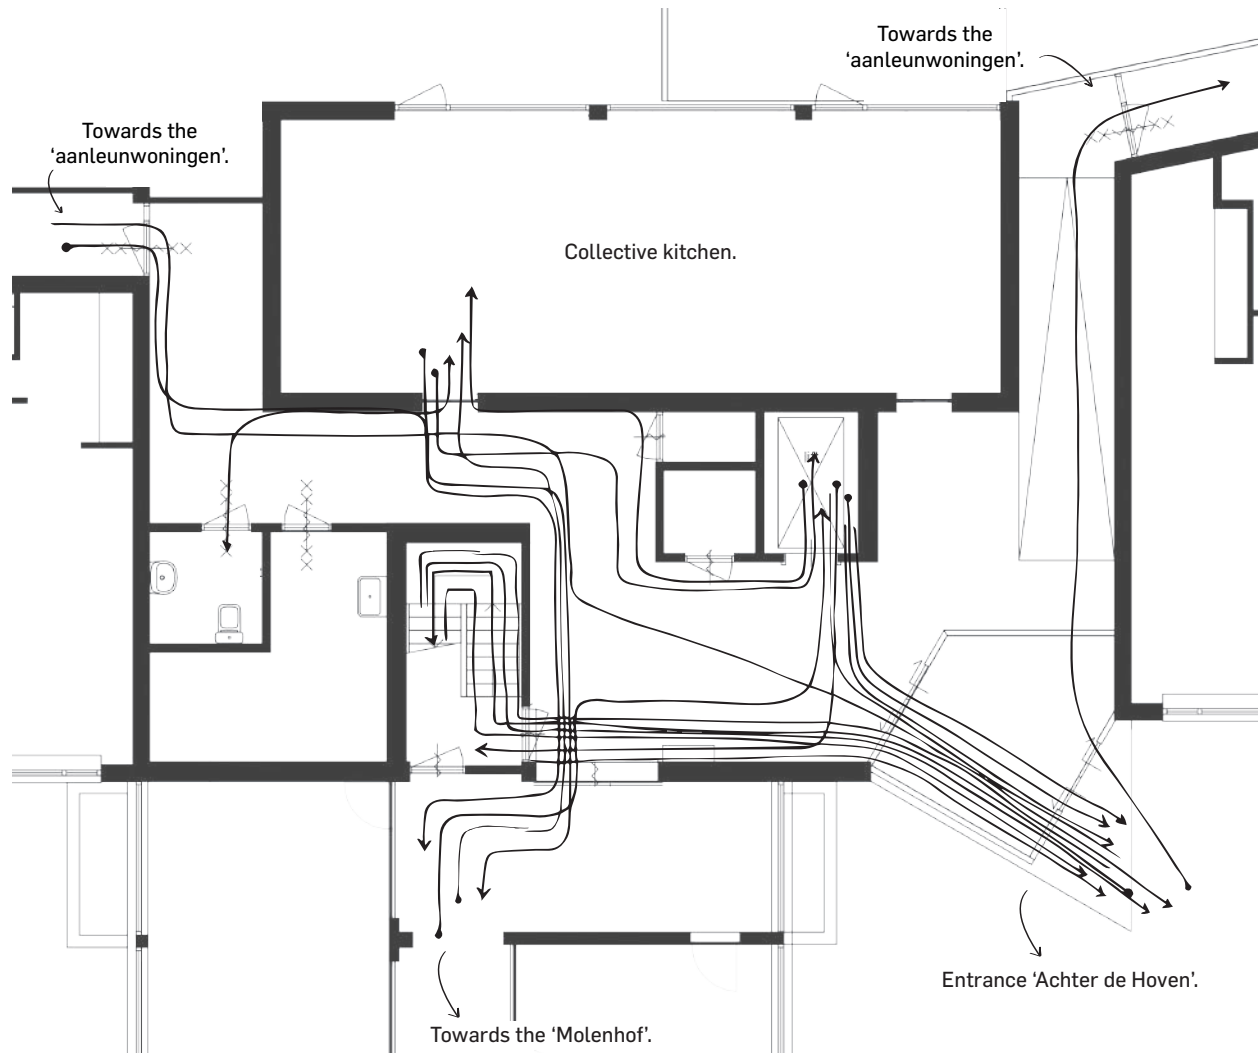 Towards the
‘aanleunwoningen’.
Towards the
‘aanleunwoningen’.
Collective kitchen.
Entrance ‘Achter de Hoven’.
Towards the ‘Molenhof’.